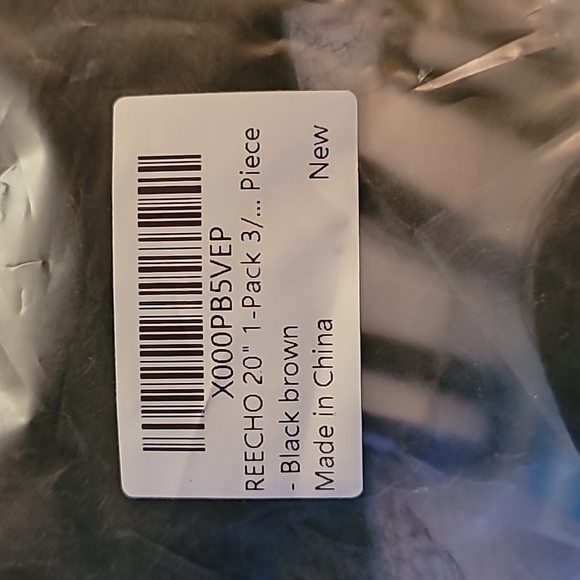 X000PB5VEP
REECHO 20" 1-Pack 3/... Piece
- Black brown
New
Made in China